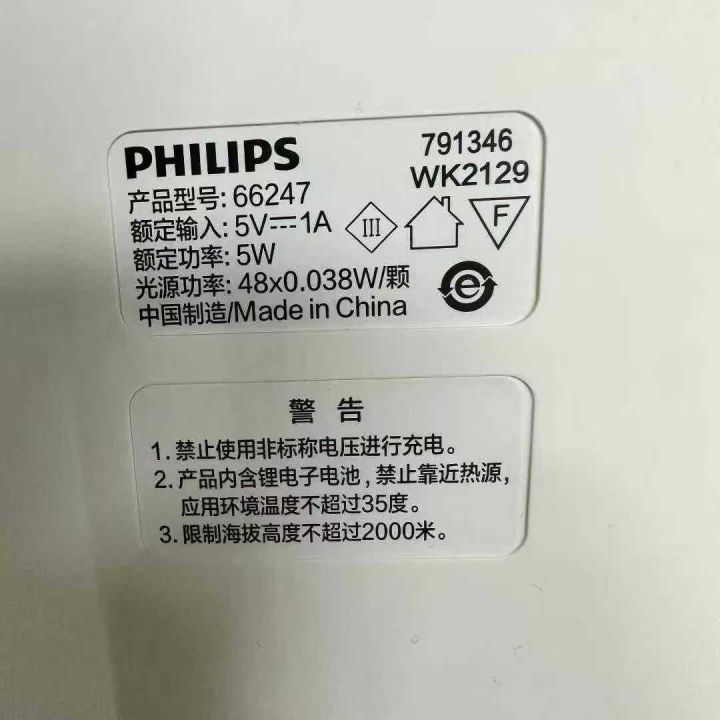 PHILIPS
791346
WK2129
产品型号: 66247
额定输入: 5V⎓1A
额定功率: 5W
光源功率: 48x0.038W/颗
中国制造/Made in China
III
F
e
警 告
1. 禁止使用非标称电压进行充电。
2. 产品内含锂电子电池,禁止靠近热源,
应用环境温度不超过35度。
3. 限制海拔高度不超过2000米。